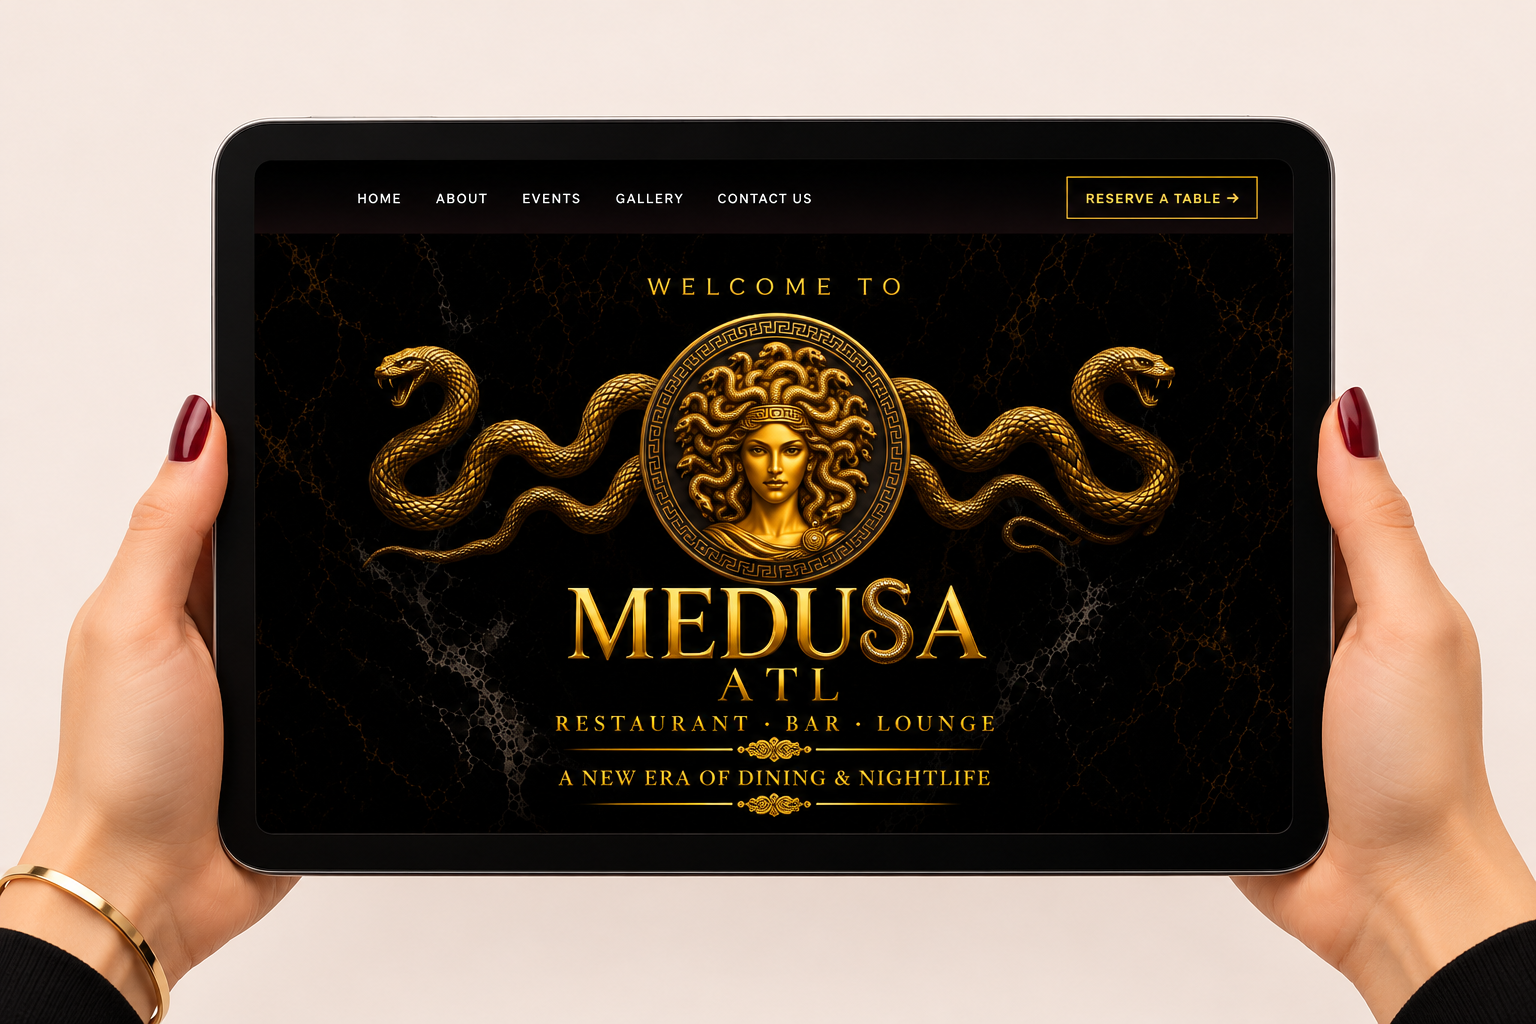 HOME ABOUT EVENTS GALLERY CONTACT US RESERVE A TABLE →
WELCOME TO
MEDUSA
ATL
RESTAURANT · BAR · LOUNGE
A NEW ERA OF DINING & NIGHTLIFE